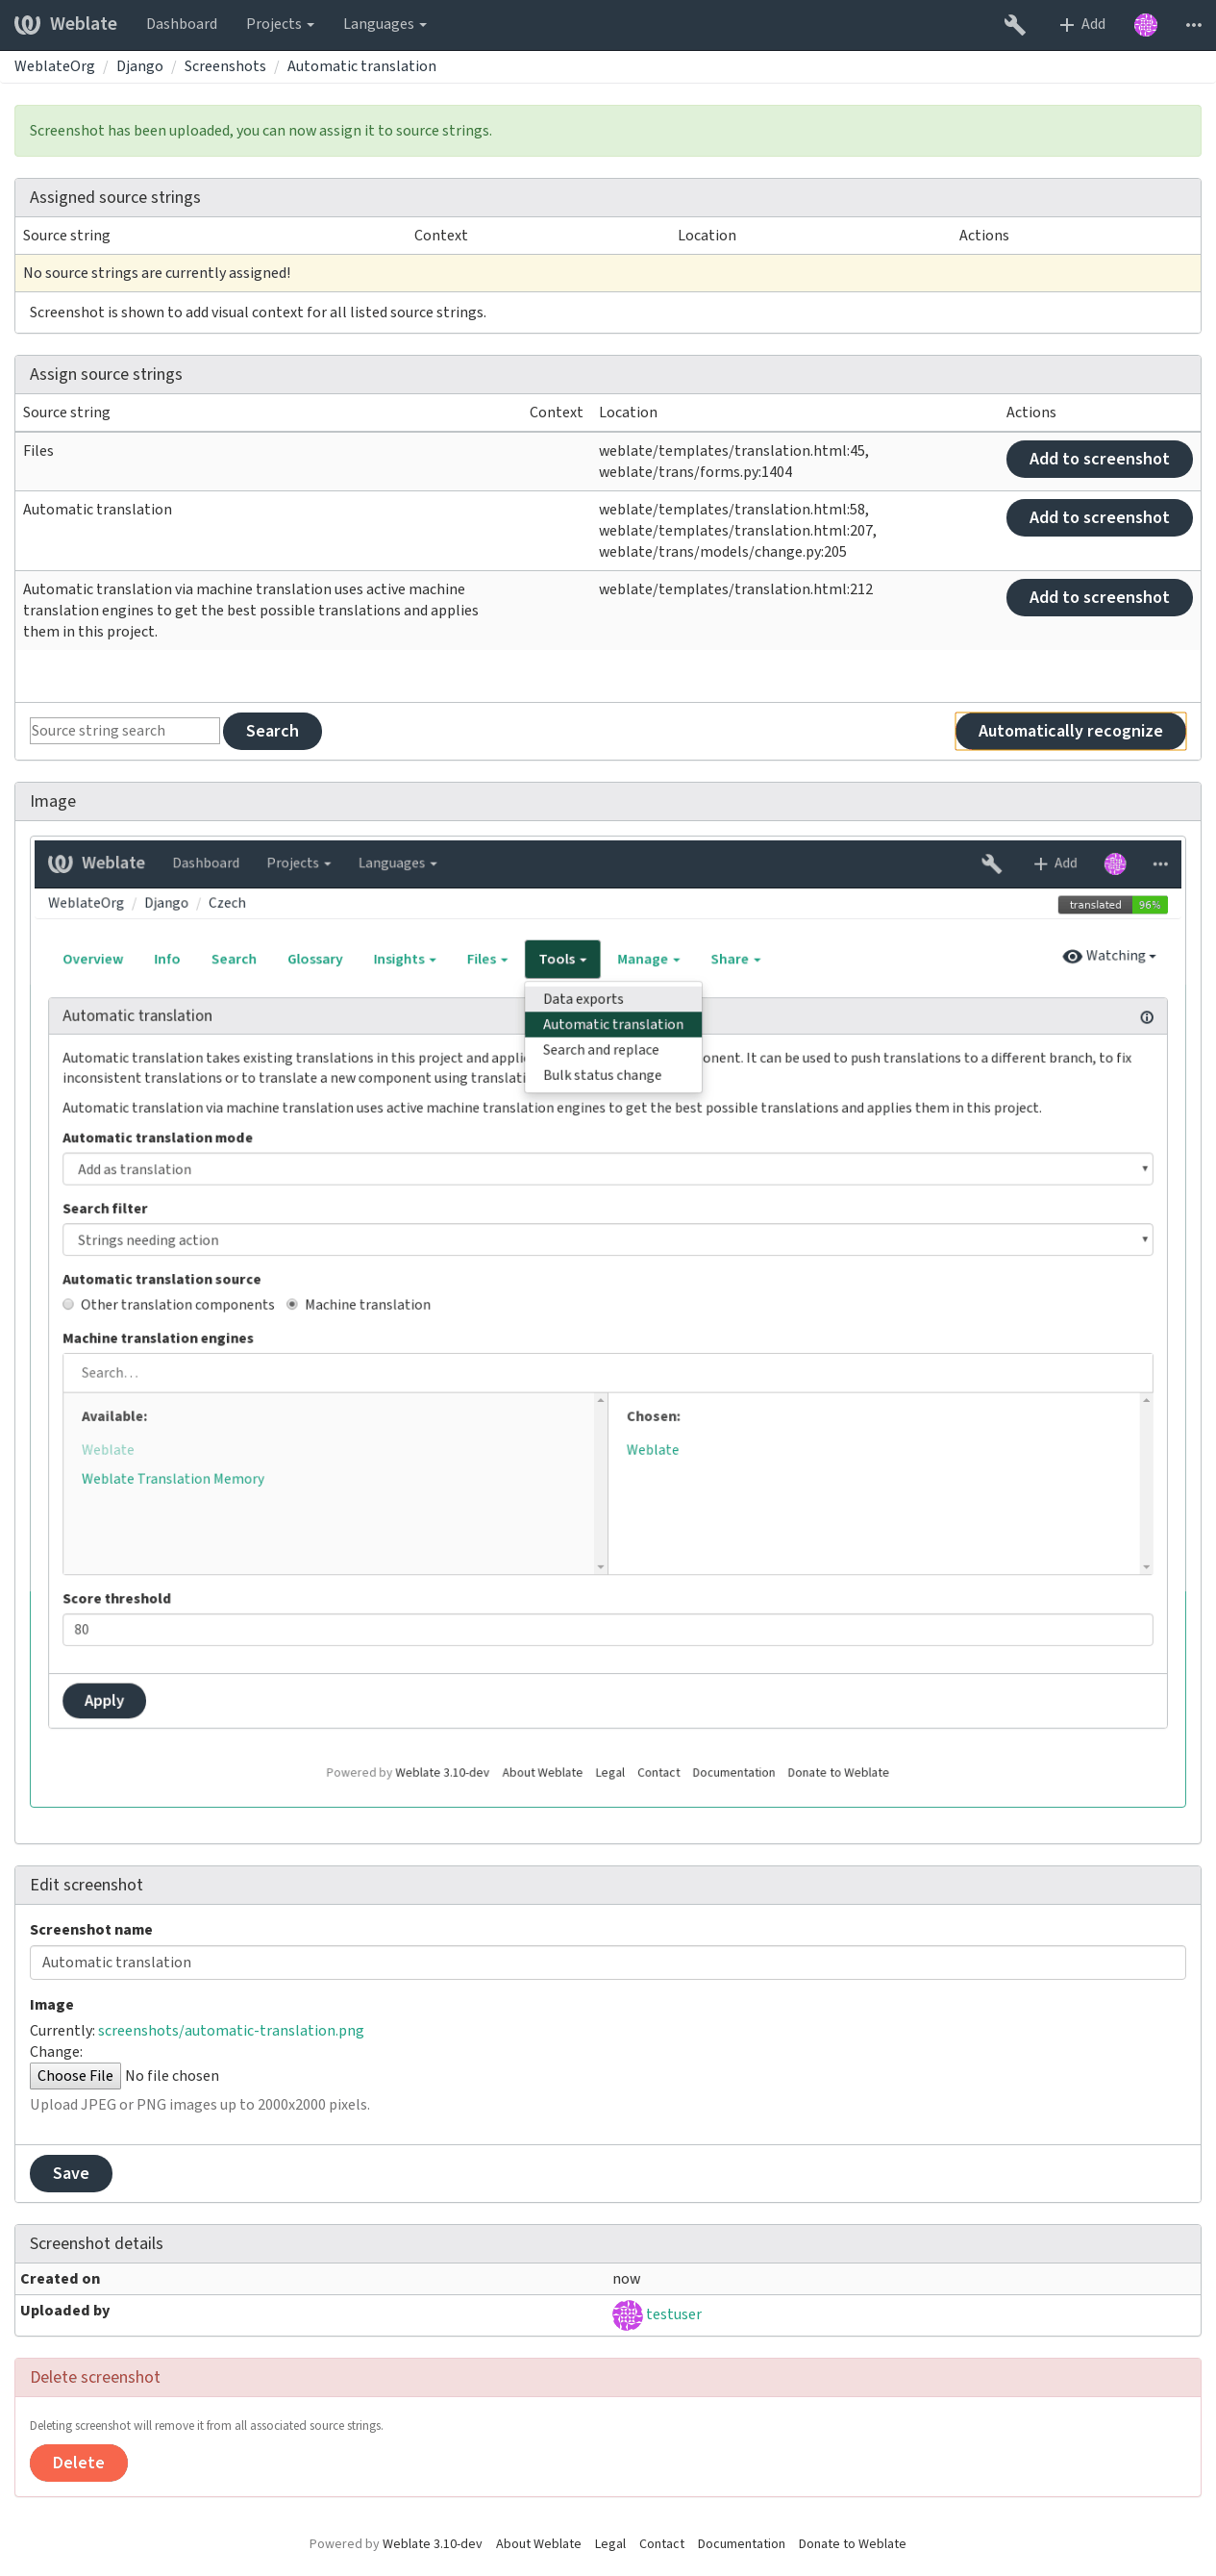 Weblate Dashboard Projects Languages Add
WeblateOrg / Django / Screenshots / Automatic translation
Screenshot has been uploaded, you can now assign it to source strings.
Assigned source strings
Source string Context Location Actions
No source strings are currently assigned!
Screenshot is shown to add visual context for all listed source strings.
Assign source strings
Source string Context Location Actions
Files weblate/templates/translation.html:45, Add to screenshot
weblate/trans/forms.py:1404
Automatic translation weblate/templates/translation.html:58, Add to screenshot
weblate/templates/translation.html:207,
weblate/trans/models/change.py:205
Automatic translation via machine translation uses active machine weblate/templates/translation.html:212 Add to screenshot
translation engines to get the best possible translations and applies
them in this project.
Source string search Search Automatically recognize
Image
Weblate Dashboard Projects Languages Add
WeblateOrg / Django / Czech translated 96%
Overview Info Search Glossary Insights Files Tools Manage Share Watching
Data exports
Automatic translation
Search and replace
Bulk status change
Automatic translation
Automatic translation takes existing translations in this project and applie onent. It can be used to push translations to a different branch, to fix
inconsistent translations or to translate a new component using translati
Automatic translation via machine translation uses active machine translation engines to get the best possible translations and applies them in this project.
Automatic translation mode
Add as translation
Search filter
Strings needing action
Automatic translation source
Other translation components Machine translation
Machine translation engines
Search…
Available: Chosen:
Weblate Weblate
Weblate Translation Memory
Score threshold
80
Apply
Powered by Weblate 3.10-dev About Weblate Legal Contact Documentation Donate to Weblate
Edit screenshot
Screenshot name
Automatic translation
Image
Currently: screenshots/automatic-translation.png
Change:
Choose File No file chosen
Upload JPEG or PNG images up to 2000x2000 pixels.
Save
Screenshot details
Created on now
Uploaded by testuser
Delete screenshot
Deleting screenshot will remove it from all associated source strings.
Delete
Powered by Weblate 3.10-dev About Weblate Legal Contact Documentation Donate to Weblate